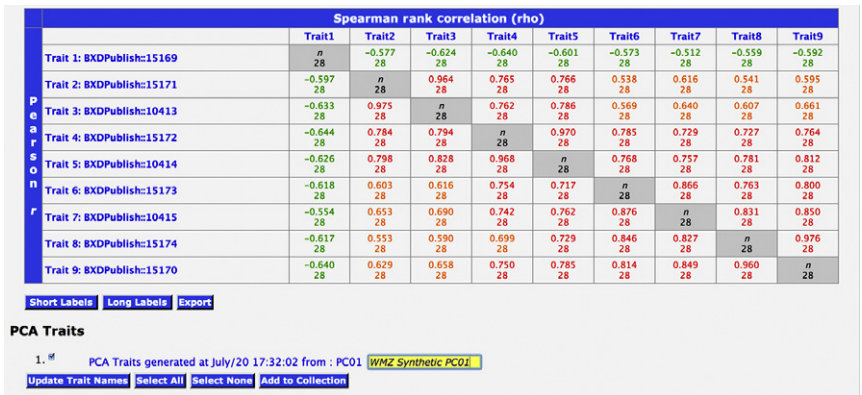 Spearman rank correlation (rho)
Trait1 Trait2 Trait3 Trait4 Trait5 Trait6 Trait7 Trait8 Trait9
Pearson r
Trait 1: BXDPublish::15169 n 28 -0.577 28 -0.624 28 -0.640 28 -0.601 28 -0.573 28 -0.512 28 -0.559 28 -0.592 28
Trait 2: BXDPublish::15171 -0.597 28 n 28 0.964 28 0.765 28 0.766 28 0.538 28 0.616 28 0.541 28 0.595 28
Trait 3: BXDPublish::10413 -0.633 28 0.975 28 n 28 0.762 28 0.786 28 0.569 28 0.640 28 0.607 28 0.661 28
Trait 4: BXDPublish::15172 -0.644 28 0.784 28 0.794 28 n 28 0.970 28 0.785 28 0.729 28 0.727 28 0.764 28
Trait 5: BXDPublish::10414 -0.626 28 0.798 28 0.828 28 0.968 28 n 28 0.768 28 0.757 28 0.781 28 0.812 28
Trait 6: BXDPublish::15173 -0.618 28 0.603 28 0.616 28 0.754 28 0.717 28 n 28 0.866 28 0.763 28 0.800 28
Trait 7: BXDPublish::10415 -0.554 28 0.653 28 0.690 28 0.742 28 0.762 28 0.876 28 n 28 0.831 28 0.850 28
Trait 8: BXDPublish::15174 -0.617 28 0.553 28 0.590 28 0.699 28 0.729 28 0.846 28 0.827 28 n 28 0.976 28
Trait 9: BXDPublish::15170 -0.640 28 0.629 28 0.658 28 0.750 28 0.785 28 0.814 28 0.849 28 0.960 28 n 28
Short Labels Long Labels Export
PCA Traits
1. PCA Traits generated at July/20 17:32:02 from : PC01 WMZ Synthetic PC01
Update Trait Names Select All Select None Add to Collection